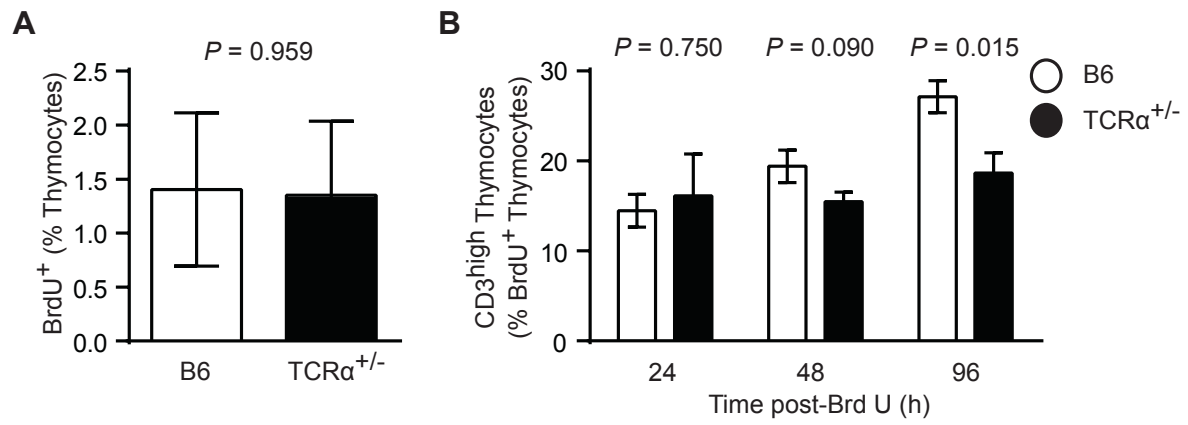 A
P = 0.959
BrdU⁺ (% Thymocytes)
2.5
2.0
1.5
1.0
0.5
0.0
B6
TCRα⁺/⁻
B
P = 0.750
P = 0.090
P = 0.015
CD3ʰⁱᵍʰ Thymocytes
(% BrdU⁺ Thymocytes)
30
20
10
0
24
48
96
Time post-Brd U (h)
B6
TCRα⁺/⁻